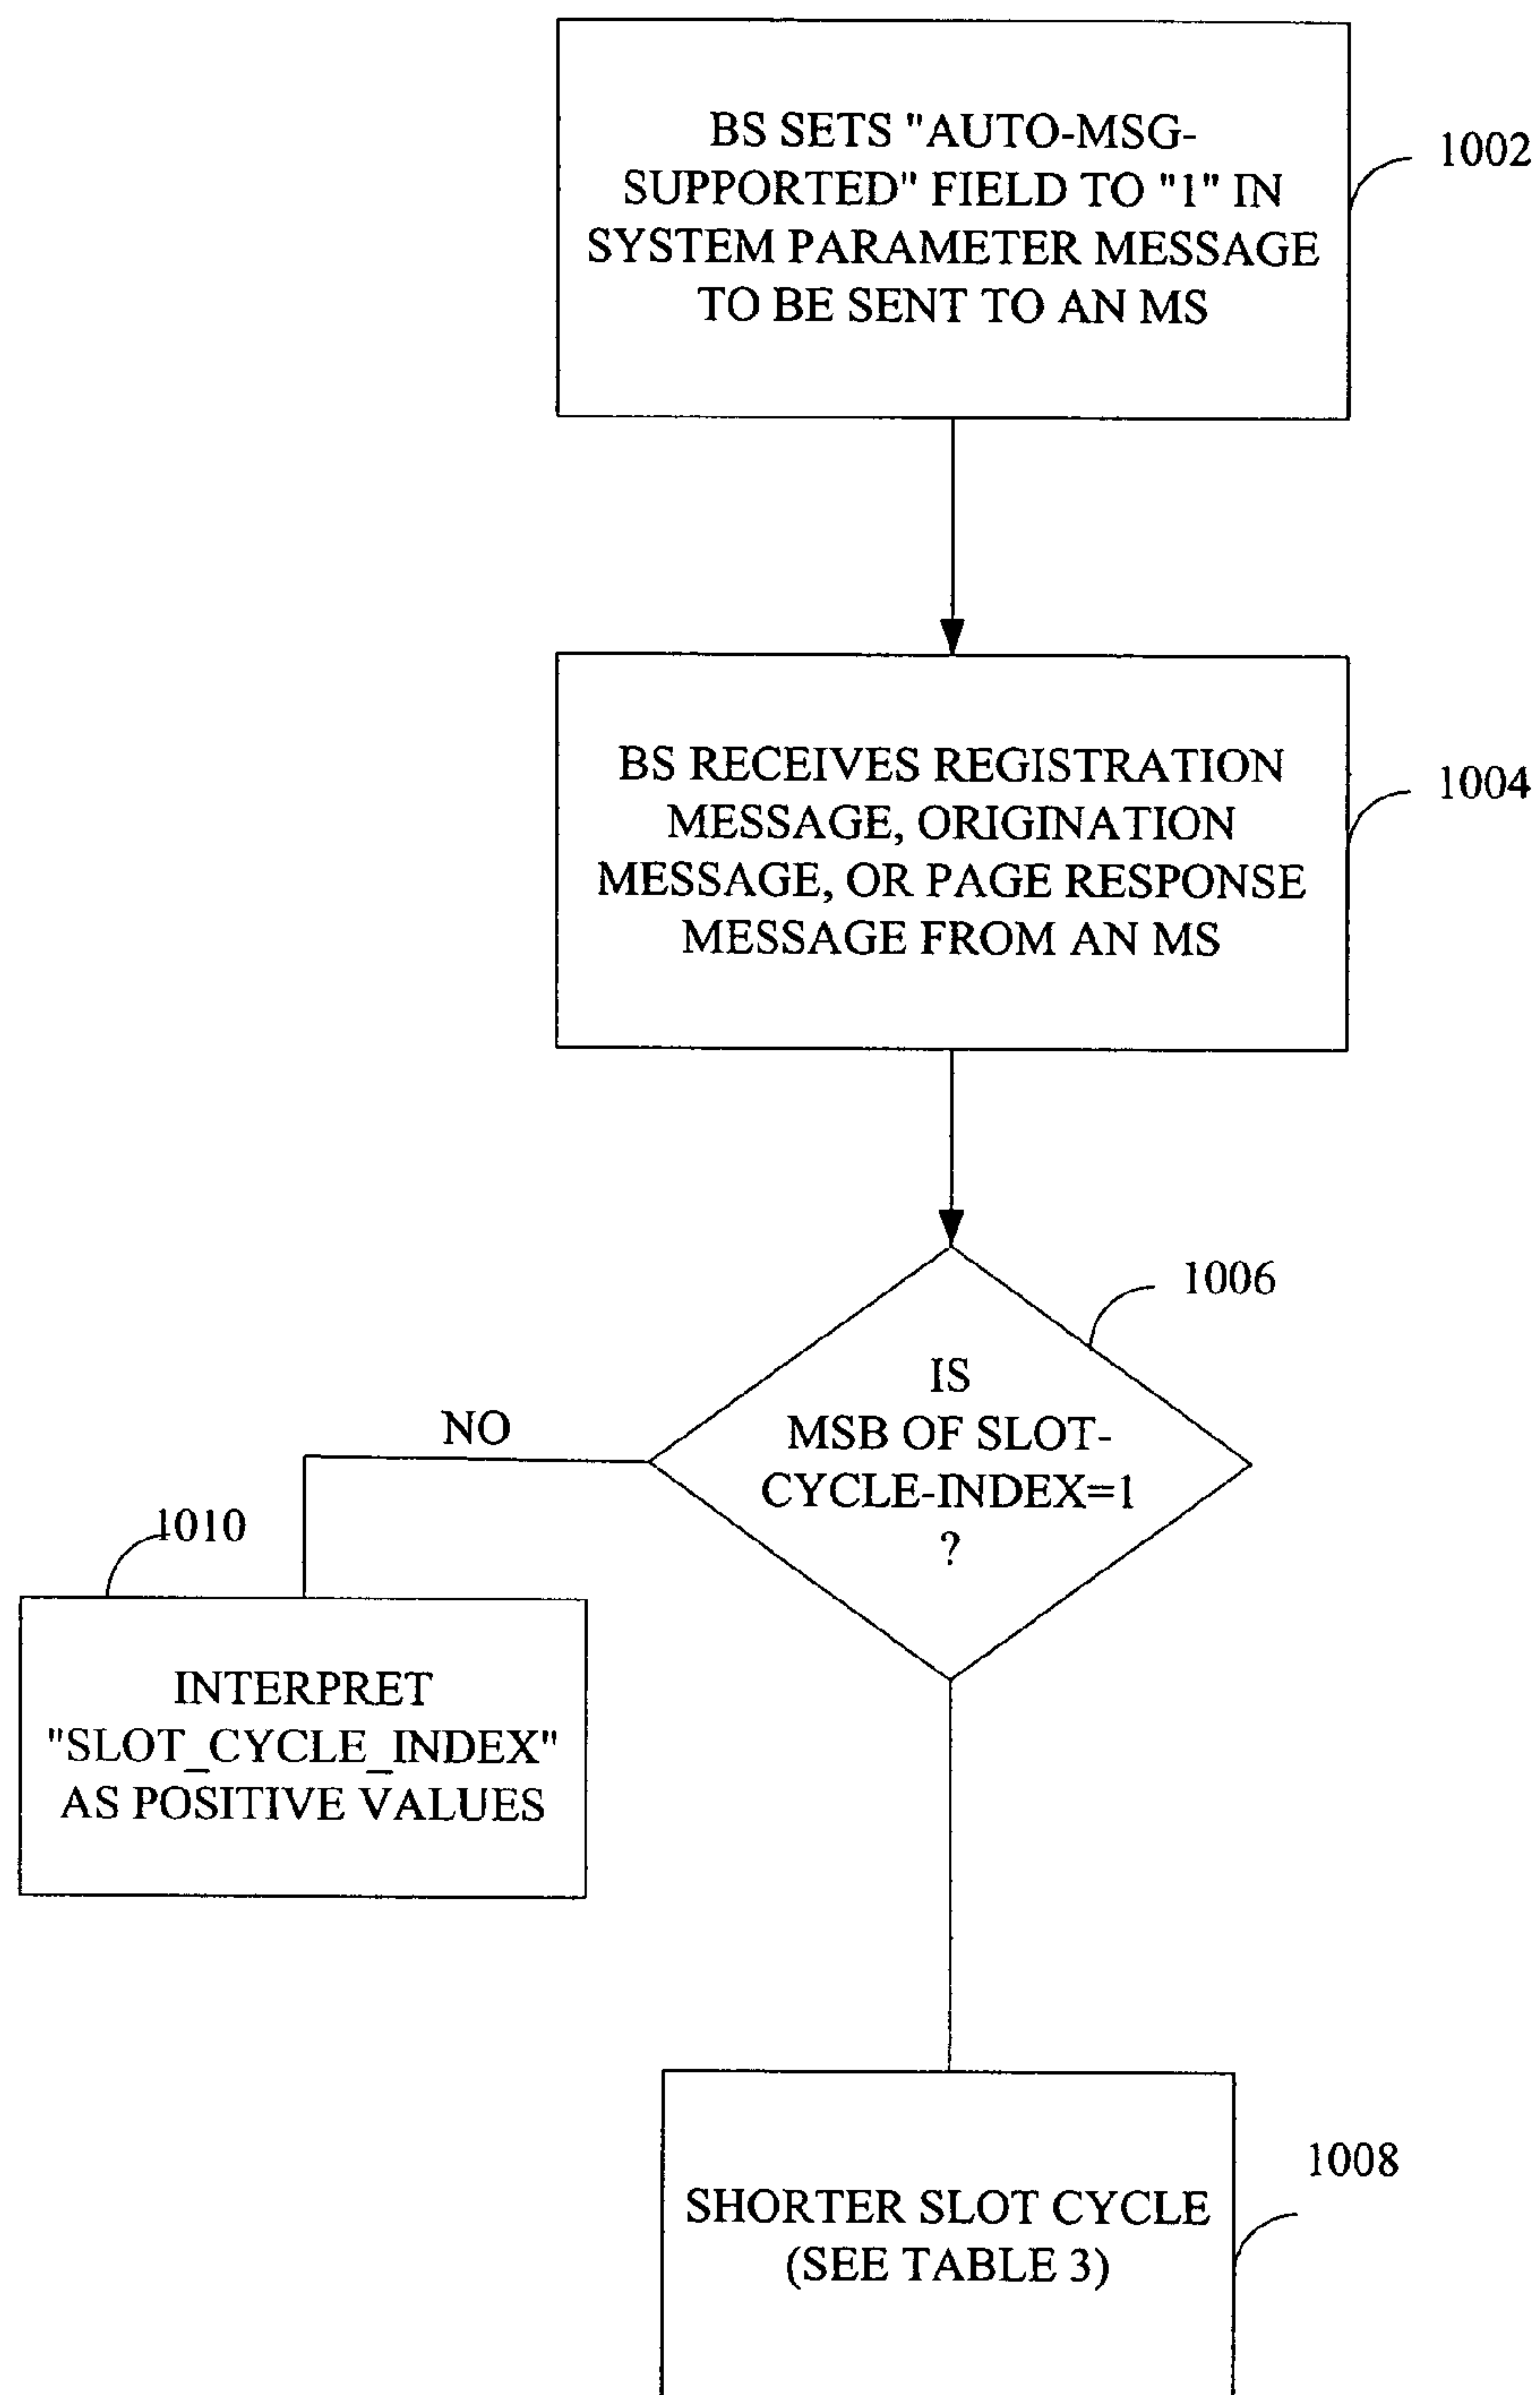 BS SETS "AUTO-MSG-
SUPPORTED" FIELD TO "1" IN
SYSTEM PARAMETER MESSAGE
TO BE SENT TO AN MS
1002
BS RECEIVES REGISTRATION
MESSAGE, ORIGINATION
MESSAGE, OR PAGE RESPONSE
MESSAGE FROM AN MS
1004
1006
IS
MSB OF SLOT-
CYCLE-INDEX=1
?
NO
1010
INTERPRET
"SLOT_CYCLE_INDEX"
AS POSITIVE VALUES
1008
SHORTER SLOT CYCLE
(SEE TABLE 3)